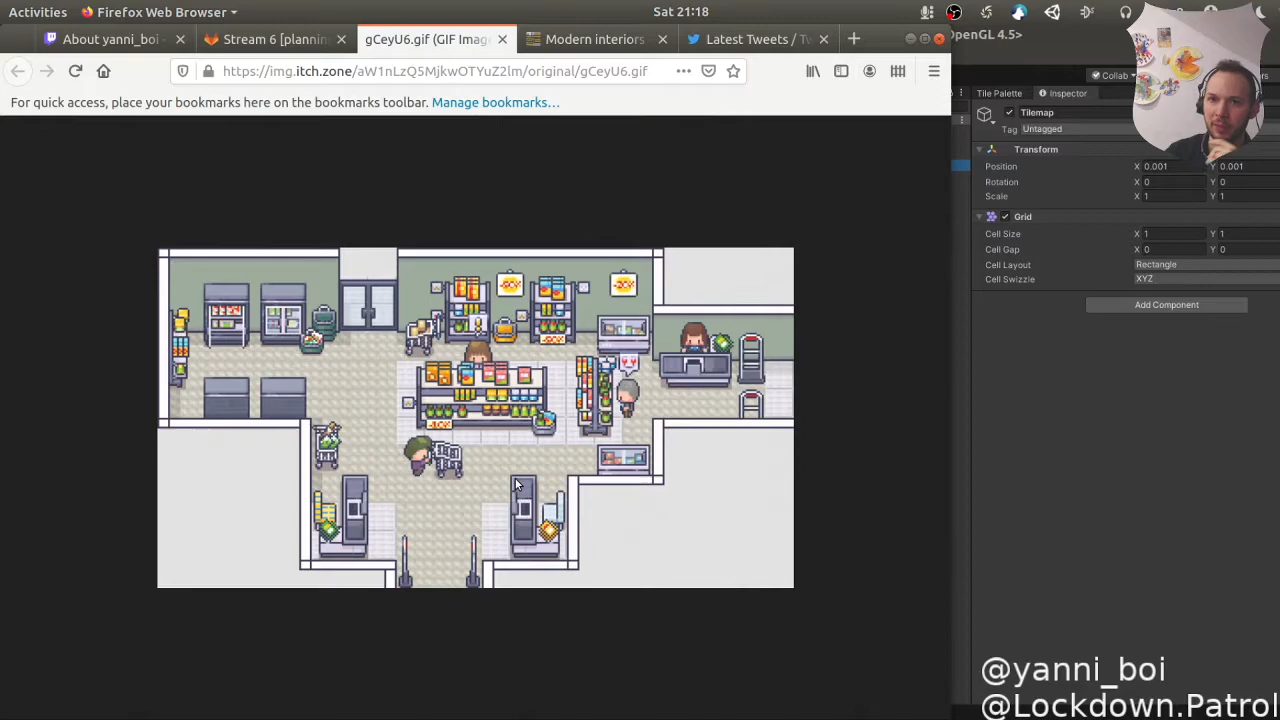 Activities
Firefox Web Browser
Sat 21:18
OpenGL 4.5>
About yanni_boi -
Stream 6 [plannin
gCeyU6.gif (GIF Image
Modern interiors
Latest Tweets / Tw
https://img.itch.zone/aW1nLzQ5MjkwOTYuZ2lm/original/gCeyU6.gif
Collab
For quick access, place your bookmarks here on the bookmarks toolbar. Manage bookmarks…
Tile Palette
Inspector
Tilemap
Tag Untagged
Transform
Position X 0.001 Y 0.001
Rotation X 0 Y 0
Scale X 1 Y 1
Grid
Cell Size X 1 Y 1
Cell Gap X 0 Y 0
Cell Layout Rectangle
Cell Swizzle XYZ
Add Component
@yanni_boi
@Lockdown.Patrol